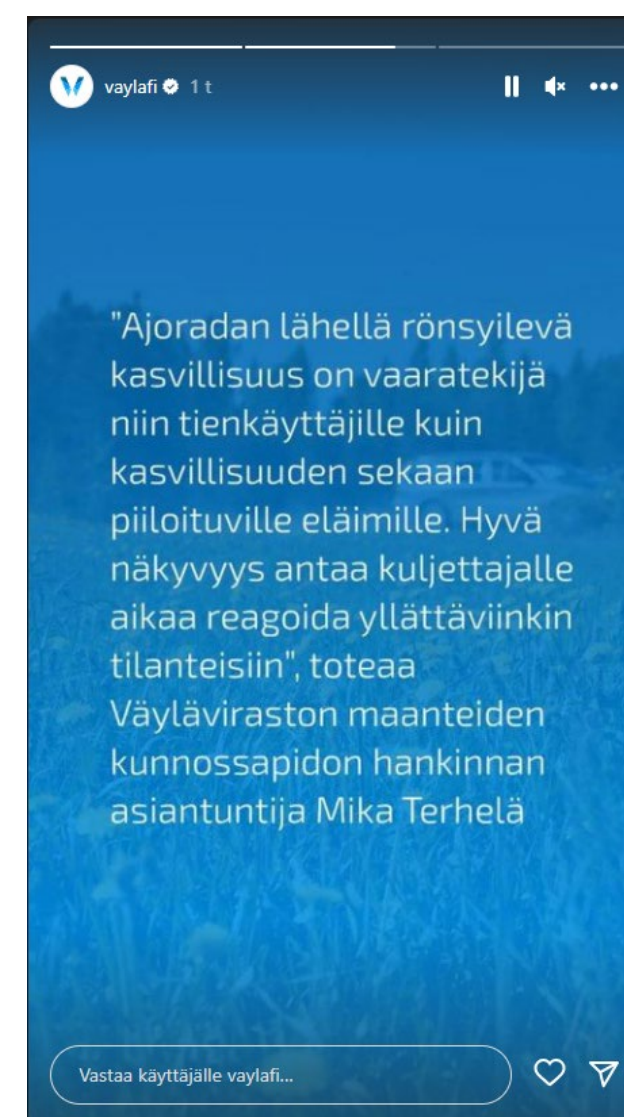 vaylafi 1 t
"Ajoradan lähellä rönsyilevä
kasvillisuus on vaaratekijä
niin tienkäyttäjille kuin
kasvillisuuden sekaan
piiloituville eläimille. Hyvä
näkyvyys antaa kuljettajalle
aikaa reagoida yllättäviinkin
tilanteisiin", toteaa
Väyläviraston maanteiden
kunnossapidon hankinnan
asiantuntija Mika Terhelä
Vastaa käyttäjälle vaylafi...